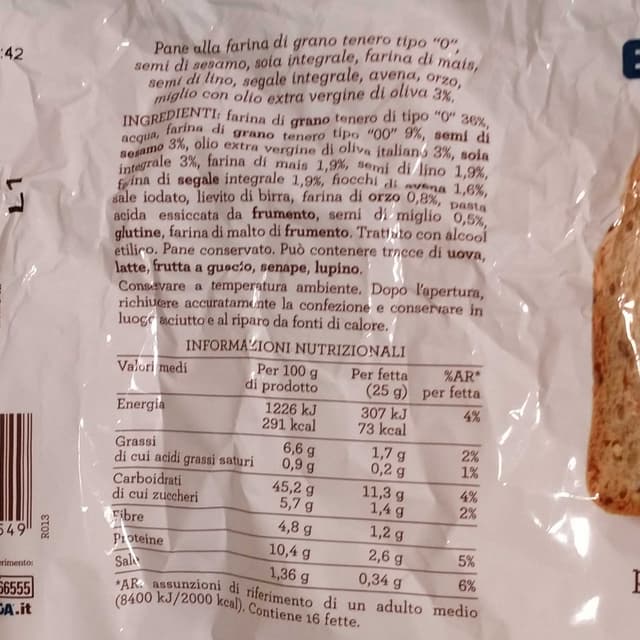 :42
L1
Pane alla farina di grano tenero tipo "0",
semi di sesamo, soia integrale, farina di mais,
semi di lino, segale integrale, avena, orzo,
miglio con olio extra vergine di oliva 3%.
INGREDIENTI: farina di grano tenero di tipo "0" 36%,
acqua, farina di grano tenero tipo "00" 9%, semi di
sesamo 3%, olio extra vergine di oliva italiano 3%, soia
integrale 3%, farina di mais 1,9%, semi di lino 1,9%,
farina di segale integrale 1,9%, fiocchi di avena 1,6%,
sale iodato, lievito di birra, farina di orzo 0,8%, pasta
acida essiccata da frumento, semi di miglio 0,5%,
glutine, farina di malto di frumento. Trattato con alcool
etilico. Pane conservato. Può contenere tracce di uova,
latte, frutta a guscio, senape, lupino.
Conservare a temperatura ambiente. Dopo l'apertura,
richiudere accuratamente la confezione e conservare in
luogo asciutto e al riparo da fonti di calore.
INFORMAZIONI NUTRIZIONALI
Valori medi Per 100 g Per fetta %AR*
di prodotto (25 g) per fetta
Energia 1226 kJ 307 kJ 4%
291 kcal 73 kcal
Grassi 6,6 g 1,7 g 2%
di cui acidi grassi saturi 0,9 g 0,2 g 1%
Carboidrati 45,2 g 11,3 g 4%
di cui zuccheri 5,7 g 1,4 g 2%
Fibre 4,8 g 1,2 g
Proteine 10,4 g 2,6 g 5%
Sale 1,36 g 0,34 g 6%
*AR: assunzioni di riferimento di un adulto medio
(8400 kJ/2000 kcal). Contiene 16 fette.
549
R013
erimento:
66555
GA.it